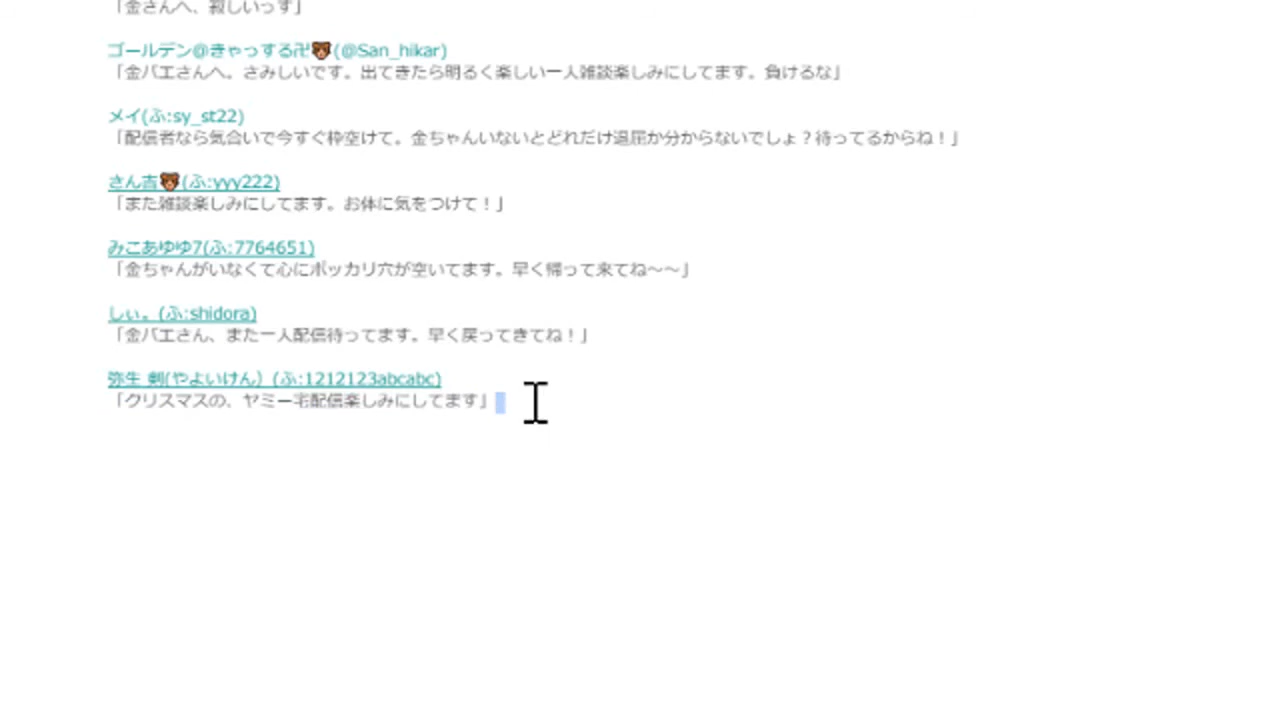 「金さんへ、寂しいっす」
ゴールデン@きゃっする卍🐻(@San_hikar)
「金バエさんへ。さみしいです。出てきたら明るく楽しい一人雑談楽しみにしてます。負けるな」
メイ(ふ:sy_st22)
「配信者なら気合いで今すぐ枠空けて。金ちゃんいないとどれだけ退屈か分からないでしょ？待ってるからね！」
さん吉🐻(ふ:yyy222)
「また雑談楽しみにしてます。お体に気をつけて！」
みこあゆゆ7(ふ:7764651)
「金ちゃんがいなくて心にポッカリ穴が空いてます。早く帰って来てね～～」
しぃ。(ふ:shidora)
「金バエさん、また一人配信待ってます。早く戻ってきてね！」
弥生 剣(やよいけん）(ふ:1212123abcabc)
「クリスマスの、ヤミー宅配信楽しみにしてます」